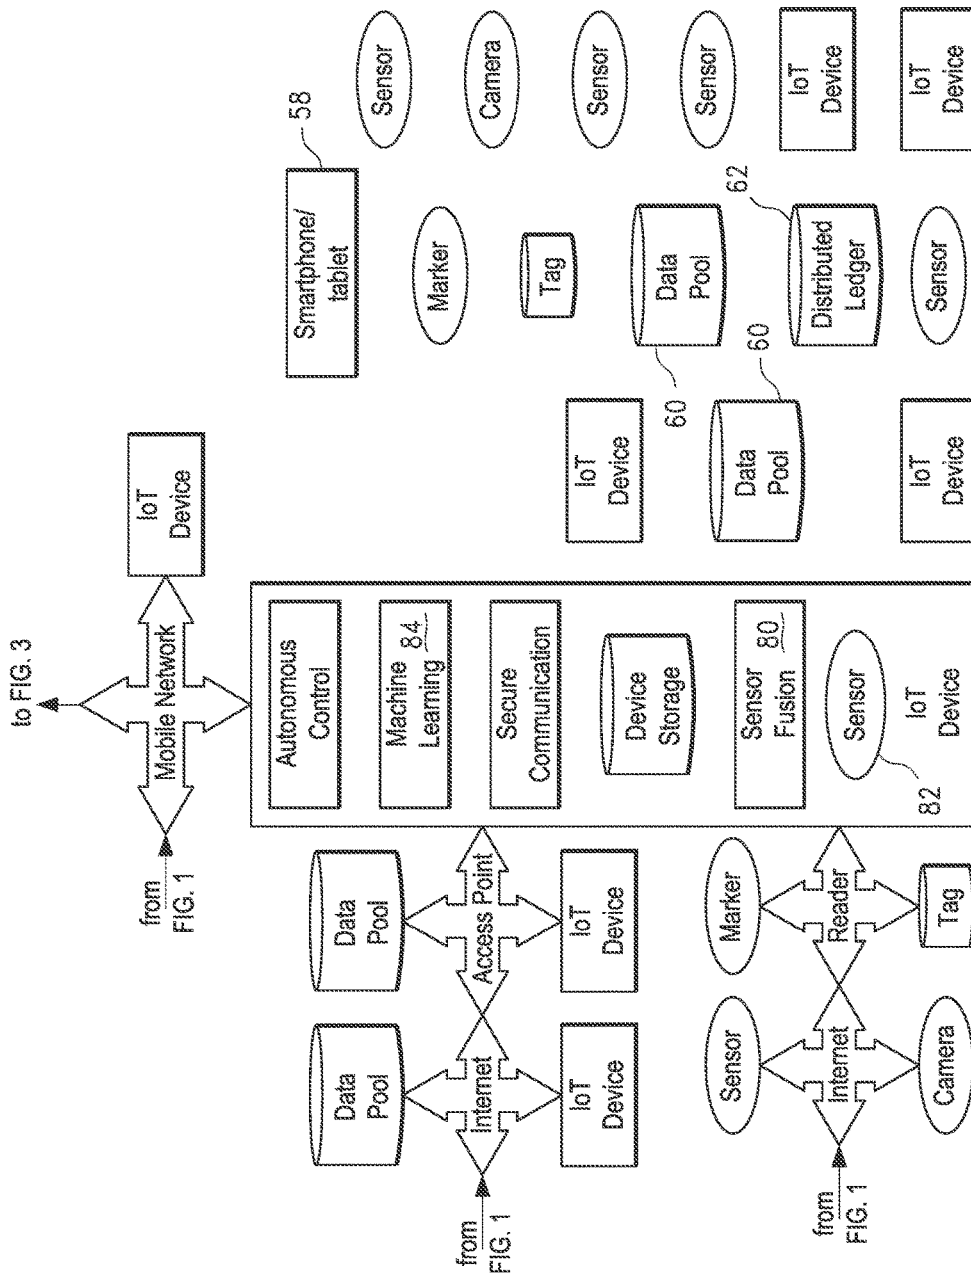 to FIG. 3
from
FIG. 1
Mobile Network
IoT
Device
Autonomous
Control
Smartphone/
tablet
58
Data
Pool
Data
Pool
Machine
Learning 84
Marker
Sensor
from
FIG. 1
Internet
Access Point
Secure
Communication
Tag
Camera
IoT
Device
IoT
Device
Device
Storage
IoT
Device
60
Data
Pool
Sensor
Sensor
Sensor
Marker
Sensor
Fusion 80
Data
Pool
60
62
Distributed
Ledger
IoT
Device
from
FIG. 1
Internet
Reader
Sensor
82
Camera
Tag
IoT
Device
IoT
Device
Sensor
IoT
Device